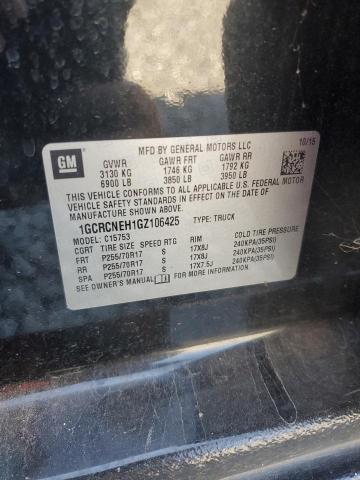 GM
MFD BY GENERAL MOTORS LLC
10/15
GVWR GAWR FRT GAWR RR
3130 KG 1746 KG 1792 KG
6900 LB 3850 LB 3950 LB
THIS VEHICLE CONFORMS TO ALL APPLICABLE U.S. FEDERAL MOTOR
VEHICLE SAFETY STANDARDS IN EFFECT ON THE DATE OF
MANUFACTURE SHOWN ABOVE.
1GCRCNEH1GZ106425 TYPE: TRUCK
MODEL: C15753
CGRT TIRE SIZE SPEED RTG RIM COLD TIRE PRESSURE
FRT P255/70R17 S 17X8J 240KPA(35PSI)
RR P255/70R17 S 17X8J 240KPA(35PSI)
SPA P255/70R17 S 17X7.5J 240KPA(35PSI)
SEE OWNER'S MANUAL FOR ADDITIONAL INFORMATION.